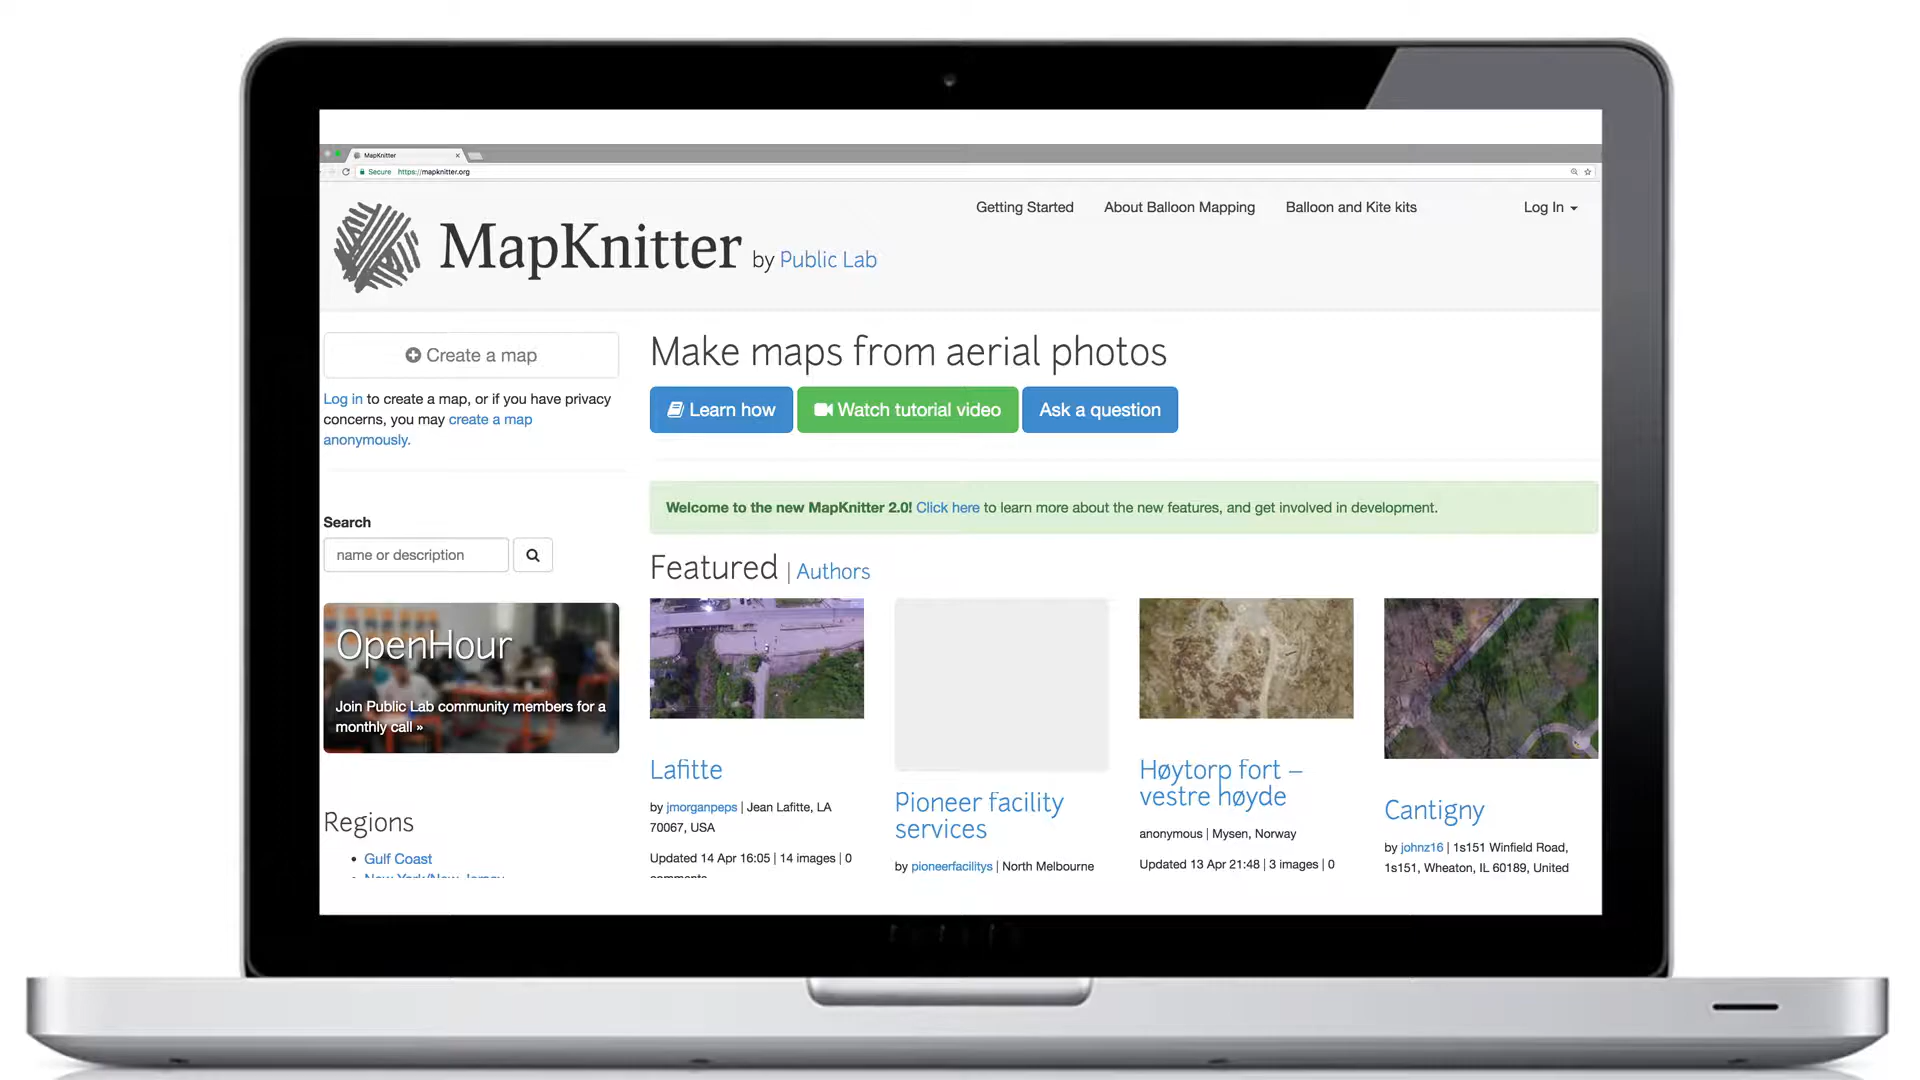 MapKnitter
Secure https://mapknitter.org
Getting Started
About Balloon Mapping
Balloon and Kite kits
Log In
MapKnitter by Public Lab
Create a map
Log in to create a map, or if you have privacy
concerns, you may create a map
anonymously.
Search
name or description
OpenHour
Join Public Lab community members for a
monthly call »
Regions
• Gulf Coast
• New York/New Jersey
Make maps from aerial photos
Learn how
Watch tutorial video
Ask a question
Welcome to the new MapKnitter 2.0! Click here to learn more about the new features, and get involved in development.
Featured | Authors
Lafitte
by jmorganpeps | Jean Lafitte, LA
70067, USA
Updated 14 Apr 16:05 | 14 images | 0
comments
Pioneer facility
services
by pioneerfacilitys | North Melbourne
Høytorp fort –
vestre høyde
anonymous | Mysen, Norway
Updated 13 Apr 21:48 | 3 images | 0
Cantigny
by johnz16 | 1s151 Winfield Road,
1s151, Wheaton, IL 60189, United